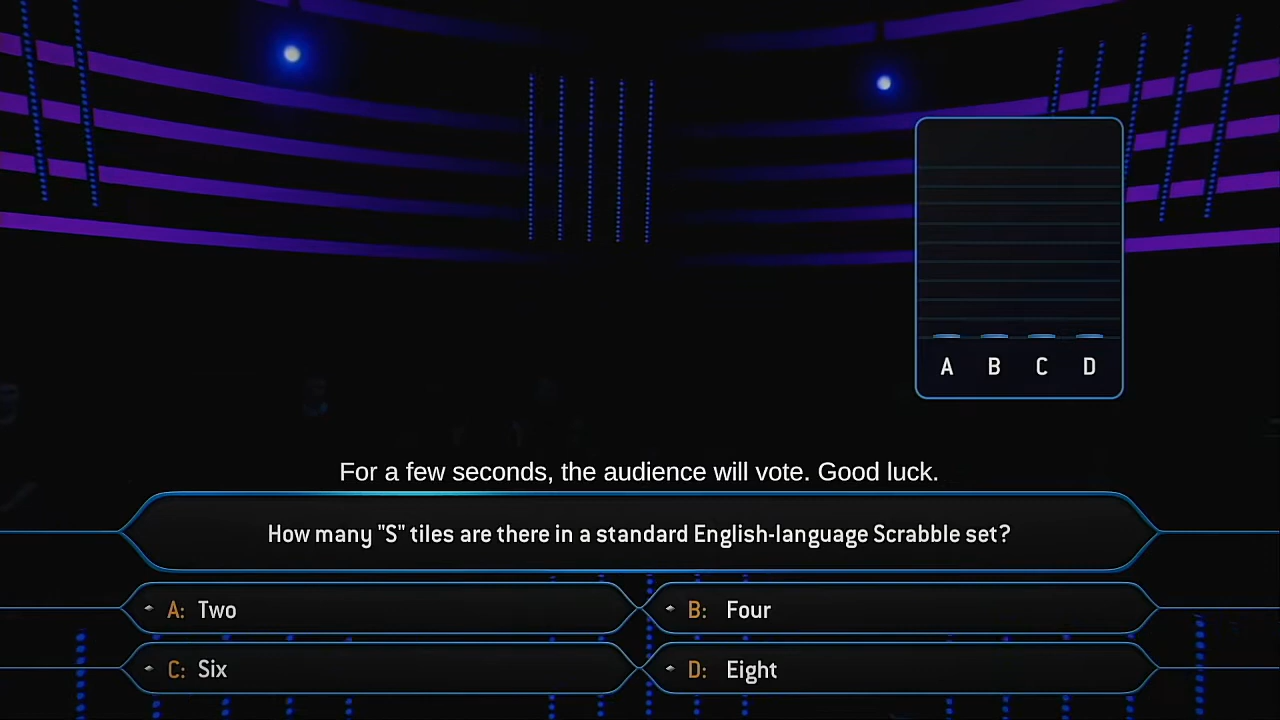 A B C D
For a few seconds, the audience will vote. Good luck.
How many "S" tiles are there in a standard English-language Scrabble set?
A: Two
B: Four
C: Six
D: Eight